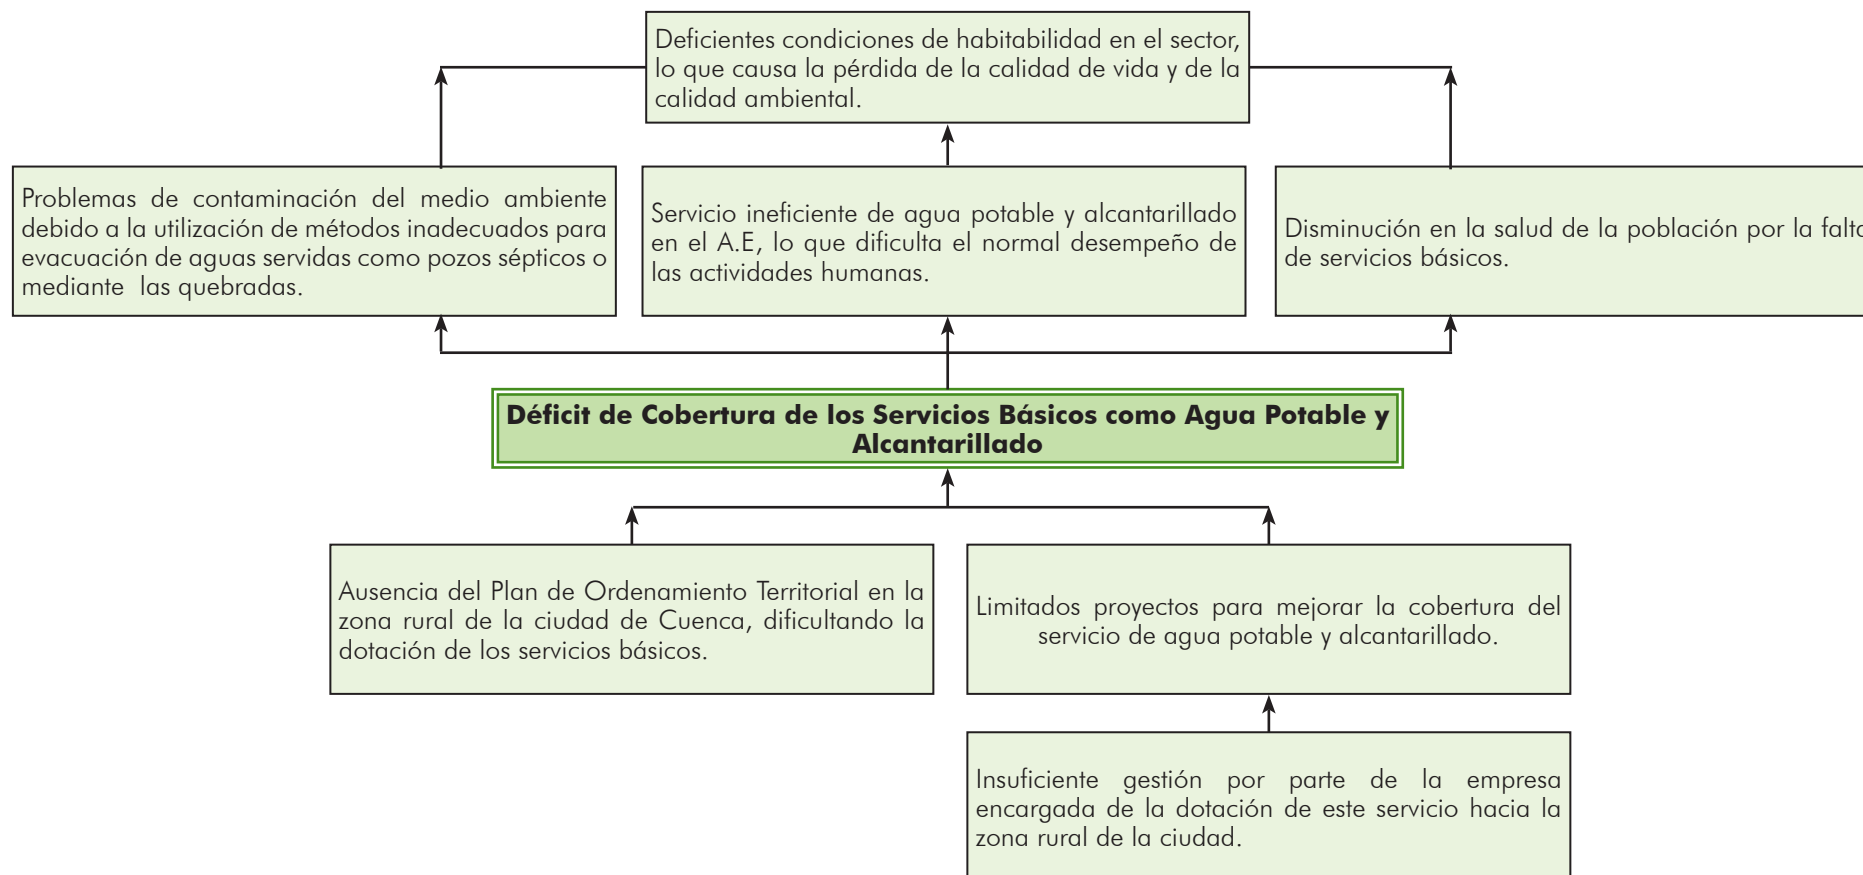 Deficientes condiciones de habitabilidad en el sector,
lo que causa la pérdida de la calidad de vida y de la
calidad ambiental.
Problemas de contaminación del medio ambiente
debido a la utilización de métodos inadecuados para
evacuación de aguas servidas como pozos sépticos o
mediante las quebradas.
Servicio ineficiente de agua potable y alcantarillado
en el A.E, lo que dificulta el normal desempeño de
las actividades humanas.
Disminución en la salud de la población por la falta
de servicios básicos.
Déficit de Cobertura de los Servicios Básicos como Agua Potable y
Alcantarillado
Ausencia del Plan de Ordenamiento Territorial en la
zona rural de la ciudad de Cuenca, dificultando la
dotación de los servicios básicos.
Limitados proyectos para mejorar la cobertura del
servicio de agua potable y alcantarillado.
Insuficiente gestión por parte de la empresa
encargada de la dotación de este servicio hacia la
zona rural de la ciudad.